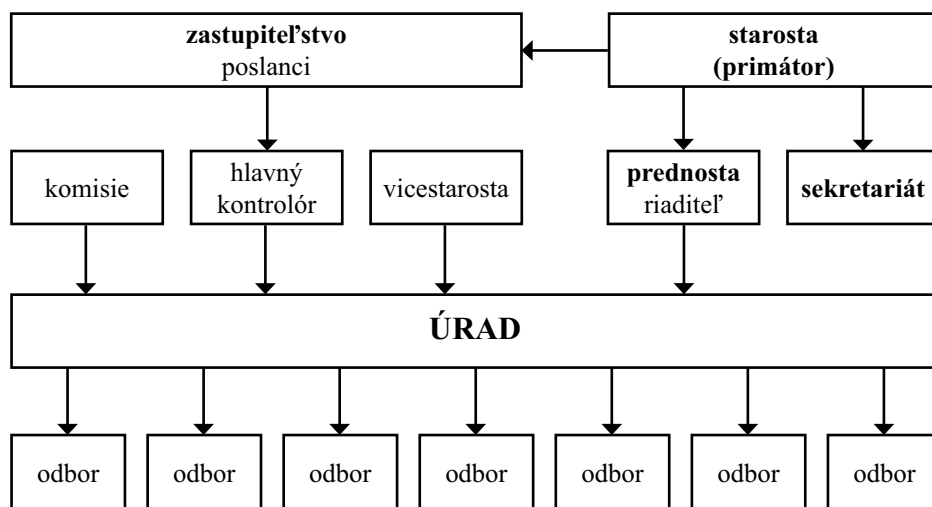 zastupiteľstvo
poslanci
starosta
(primátor)
komisie
hlavný
kontrolór
vicestarosta
prednosta
riaditeľ
sekretariát
ÚRAD
odbor
odbor
odbor
odbor
odbor
odbor
odbor